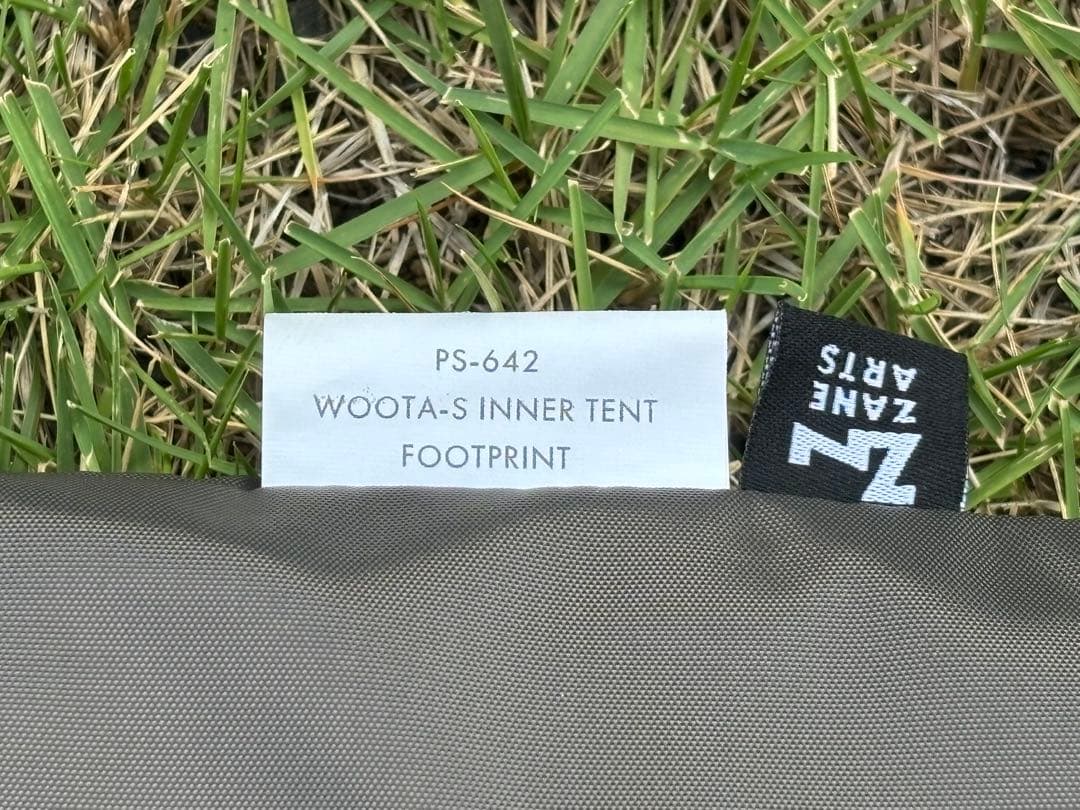 PS-642
WOOTA-S INNER TENT
FOOTPRINT
ZANE
ARTS